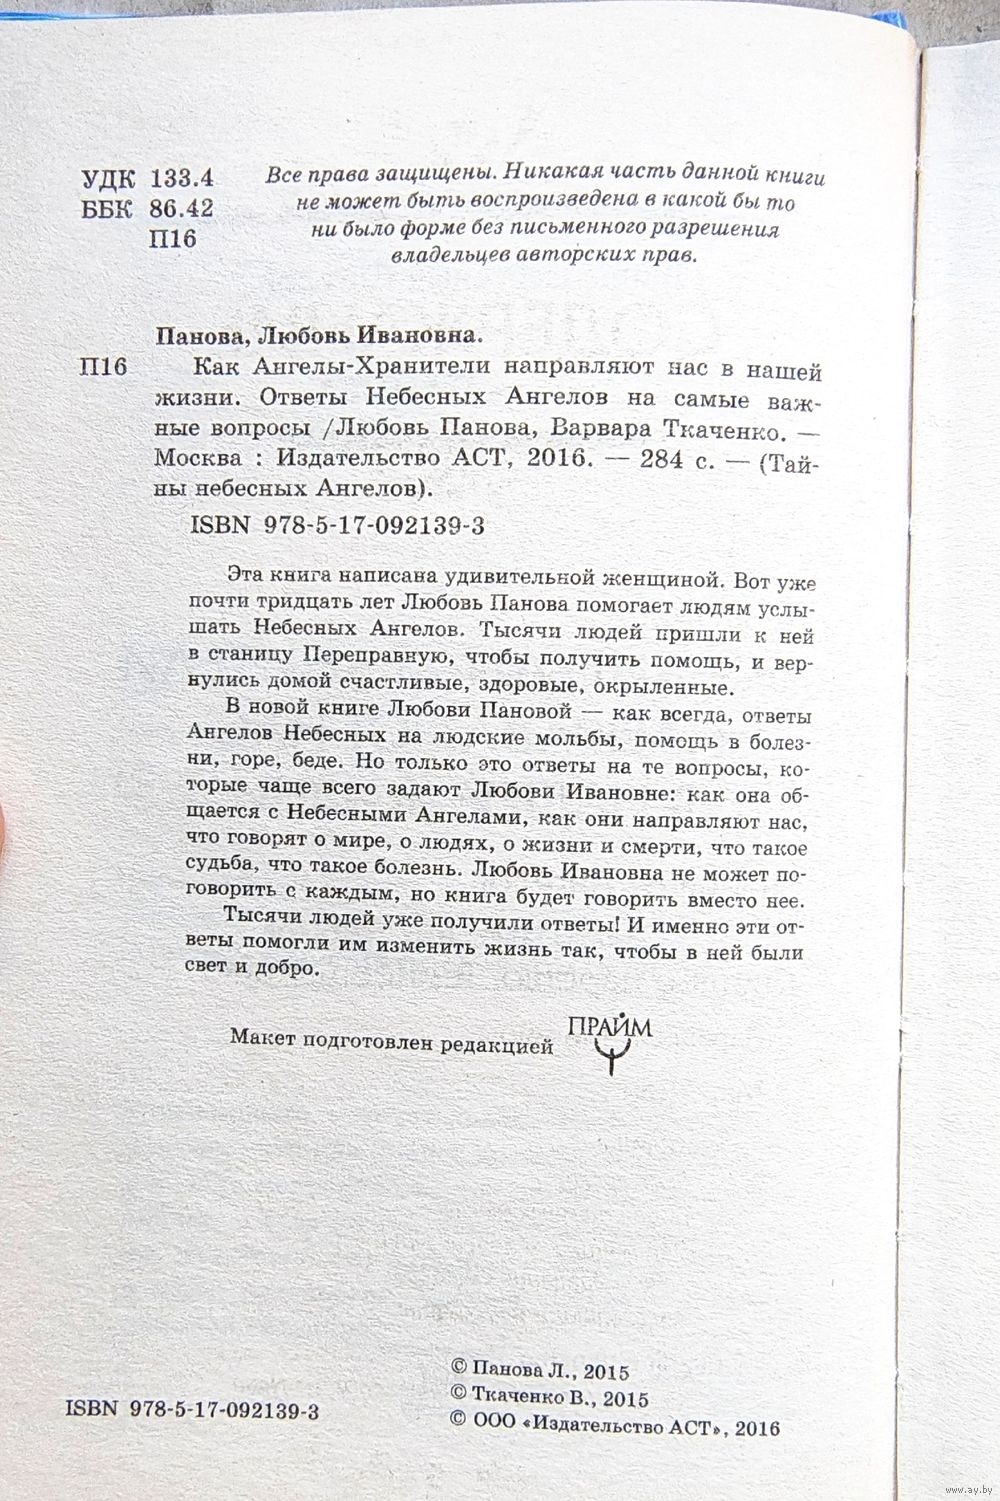 УДК 133.4
ББК 86.42
П16
Все права защищены. Никакая часть данной книги
не может быть воспроизведена в какой бы то
ни было форме без письменного разрешения
владельцев авторских прав.
Панова, Любовь Ивановна.
П16 Как Ангелы-Хранители направляют нас в нашей
жизни. Ответы Небесных Ангелов на самые важ-
ные вопросы /Любовь Панова, Варвара Ткаченко. —
Москва : Издательство АСТ, 2016. — 284 с. — (Тай-
ны небесных Ангелов).
ISBN 978-5-17-092139-3
Эта книга написана удивительной женщиной. Вот уже
почти тридцать лет Любовь Панова помогает людям услы-
шать Небесных Ангелов. Тысячи людей пришли к ней
в станицу Переправную, чтобы получить помощь, и вер-
нулись домой счастливые, здоровые, окрыленные.
В новой книге Любови Пановой — как всегда, ответы
Ангелов Небесных на людские мольбы, помощь в болез-
ни, горе, беде. Но только это ответы на те вопросы, ко-
торые чаще всего задают Любови Ивановне: как она об-
щается с Небесными Ангелами, как они направляют нас,
что говорят о мире, о людях, о жизни и смерти, что такое
судьба, что такое болезнь. Любовь Ивановна не может по-
говорить с каждым, но книга будет говорить вместо нее.
Тысячи людей уже получили ответы! И именно эти от-
веты помогли им изменить жизнь так, чтобы в ней были
свет и добро.
Макет подготовлен редакцией ПРАЙМ
© Панова Л., 2015
© Ткаченко В., 2015
ISBN 978-5-17-092139-3 © ООО «Издательство АСТ», 2016
www.ay.by